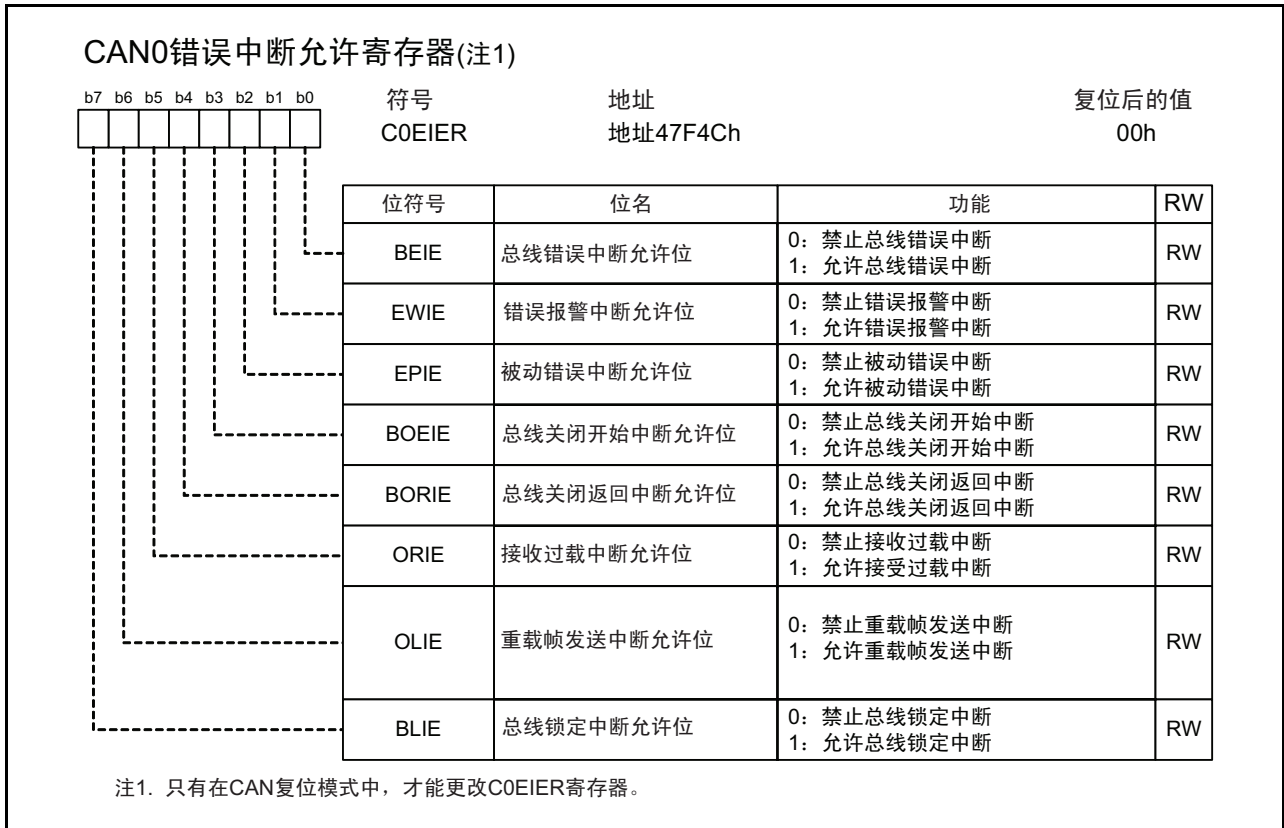 CAN0错误中断允许寄存器(注1)
b7 b6 b5 b4 b3 b2 b1 b0
符号 地址 复位后的值
C0EIER 地址47F4Ch 00h
位符号 位名 功能 RW
BEIE 总线错误中断允许位 0：禁止总线错误中断 RW
1：允许总线错误中断
EWIE 错误报警中断允许位 0：禁止错误报警中断 RW
1：允许错误报警中断
EPIE 被动错误中断允许位 0：禁止被动错误中断 RW
1：允许被动错误中断
BOEIE 总线关闭开始中断允许位 0：禁止总线关闭开始中断 RW
1：允许总线关闭开始中断
BORIE 总线关闭返回中断允许位 0：禁止总线关闭返回中断 RW
1：允许总线关闭返回中断
ORIE 接收过载中断允许位 0：禁止接收过载中断 RW
1：允许接受过载中断
OLIE 重载帧发送中断允许位 0：禁止重载帧发送中断 RW
1：允许重载帧发送中断
BLIE 总线锁定中断允许位 0：禁止总线锁定中断 RW
1：允许总线锁定中断
注1. 只有在CAN复位模式中，才能更改C0EIER寄存器。